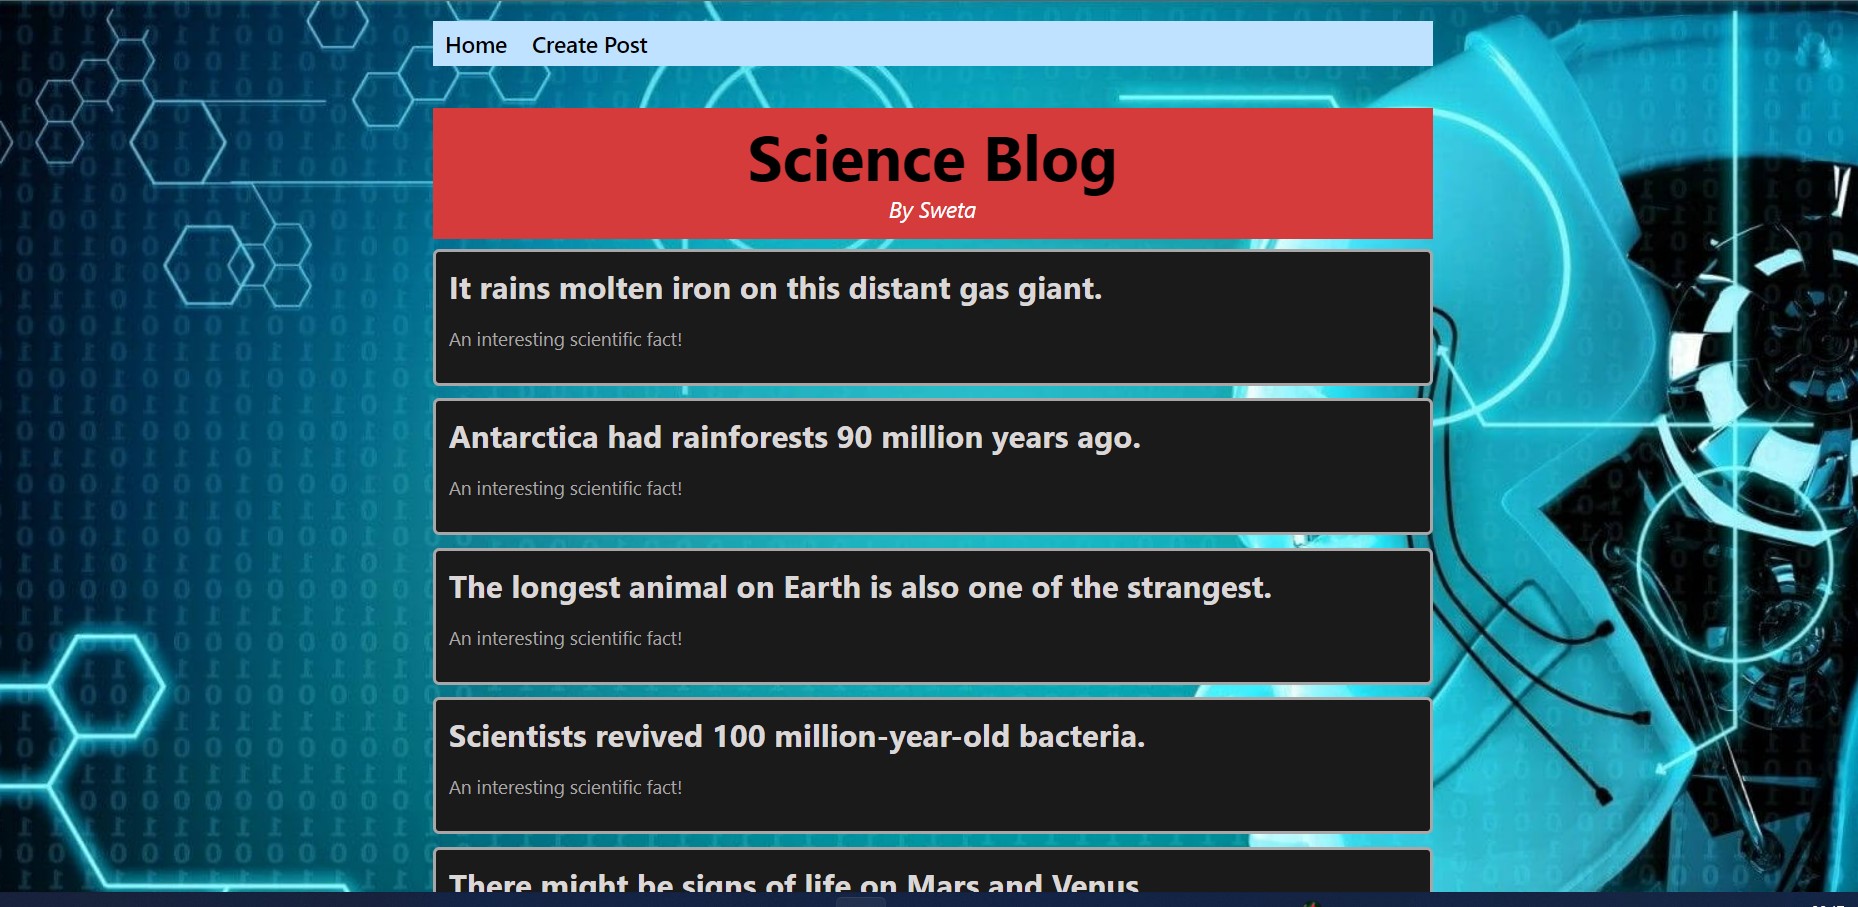 Home Create Post
Science Blog
By Sweta
It rains molten iron on this distant gas giant.
An interesting scientific fact!
Antarctica had rainforests 90 million years ago.
An interesting scientific fact!
The longest animal on Earth is also one of the strangest.
An interesting scientific fact!
Scientists revived 100 million-year-old bacteria.
An interesting scientific fact!
There might be signs of life on Mars and Venus